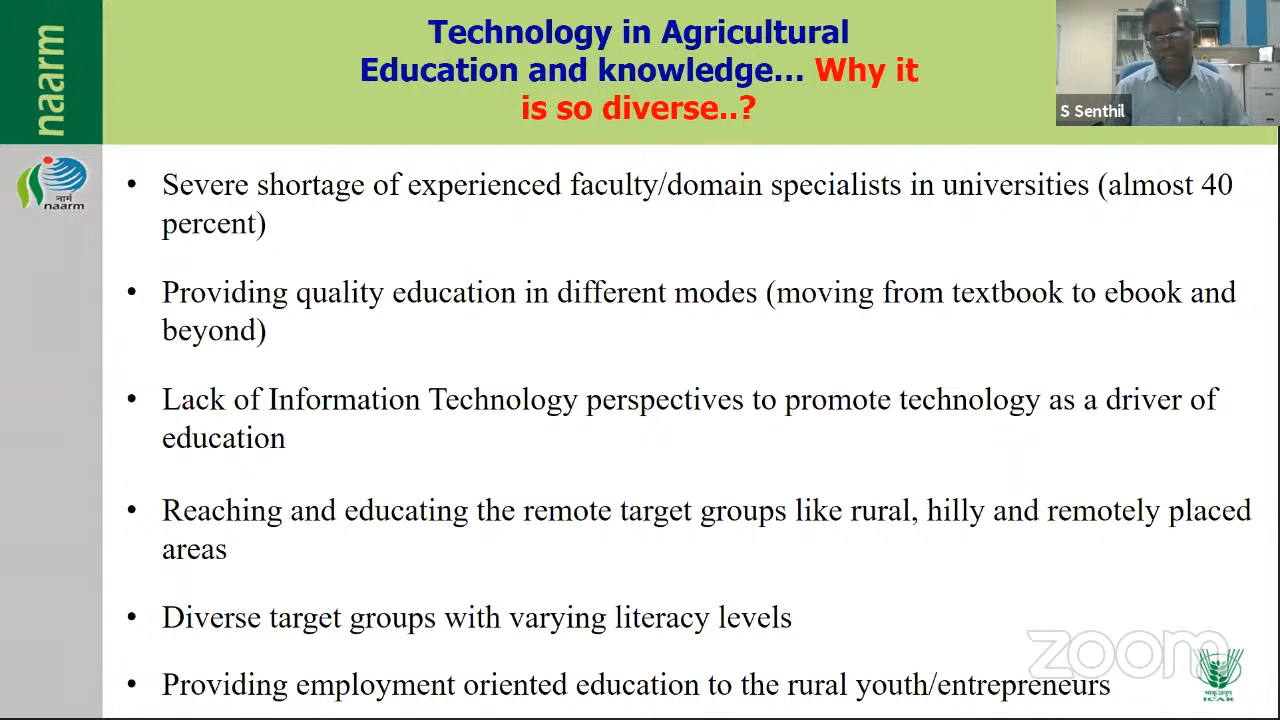 Technology in Agricultural
Education and knowledge... Why it
is so diverse..?
S Senthil
naarm
नार्म
naarm
• Severe shortage of experienced faculty/domain specialists in universities (almost 40
percent)
• Providing quality education in different modes (moving from textbook to ebook and
beyond)
• Lack of Information Technology perspectives to promote technology as a driver of
education
• Reaching and educating the remote target groups like rural, hilly and remotely placed
areas
• Diverse target groups with varying literacy levels
• Providing employment oriented education to the rural youth/entrepreneurs
zoom
भाकृअनुप
ICAR